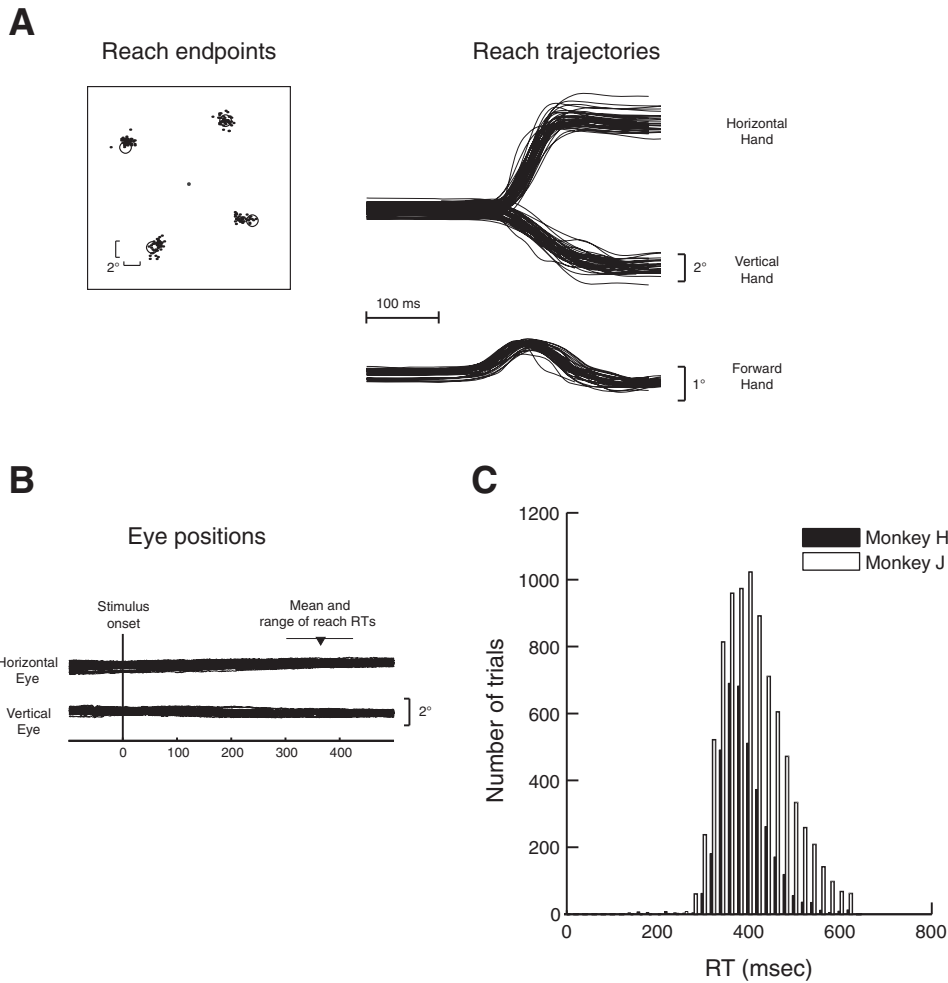 A
Reach endpoints
2°
Reach trajectories
Horizontal
Hand
2°
Vertical
Hand
100 ms
1°
Forward
Hand
B
Eye positions
Stimulus
onset
Mean and
range of reach RTs
Horizontal
Eye
Vertical
Eye
2°
0 100 200 300 400
C
1200
1000
800
600
400
200
0
Number of trials
Monkey H
Monkey J
0 200 400 600 800
RT (msec)